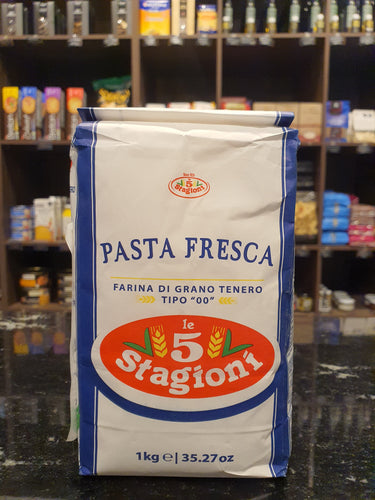 le
5
Stagioni
PASTA FRESCA
FARINA DI GRANO TENERO
TIPO "00"
le
5
Stagioni
1kg e | 35.27oz